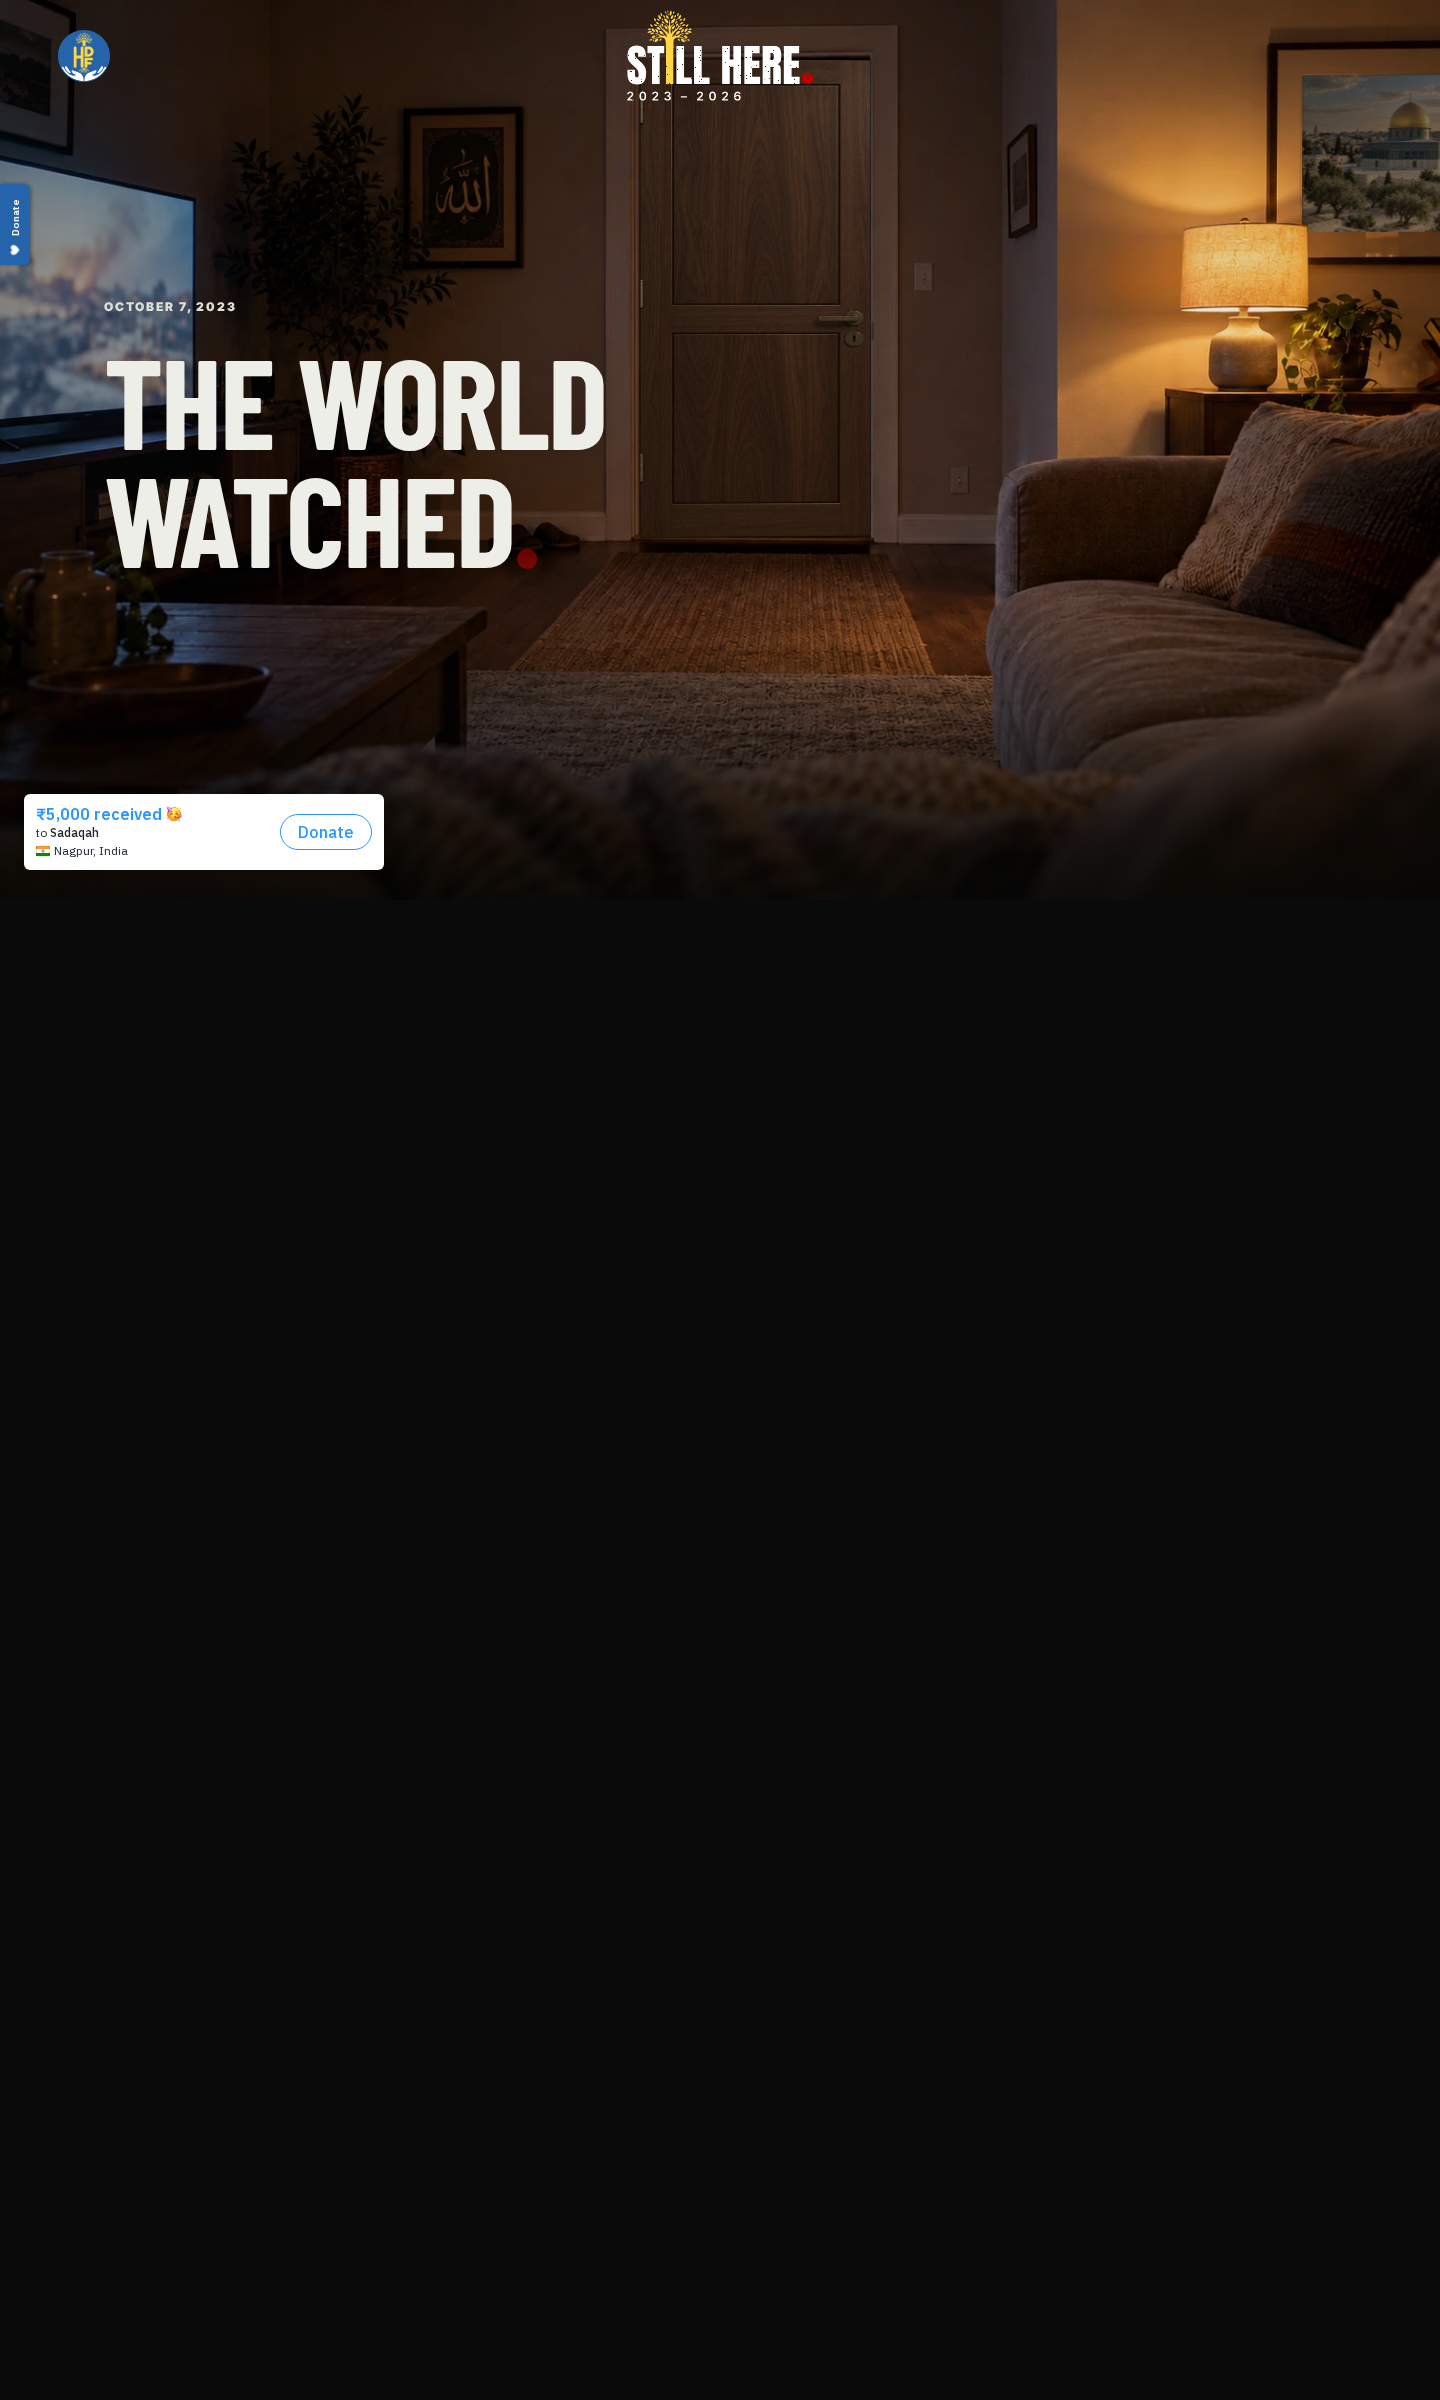 HPF
STILL HERE.
2023 – 2026
الله
Donate
OCTOBER 7, 2023
THE WORLD
WATCHED.
₹5,000 received 🥳
to Sadaqah
Nagpur, India
Donate